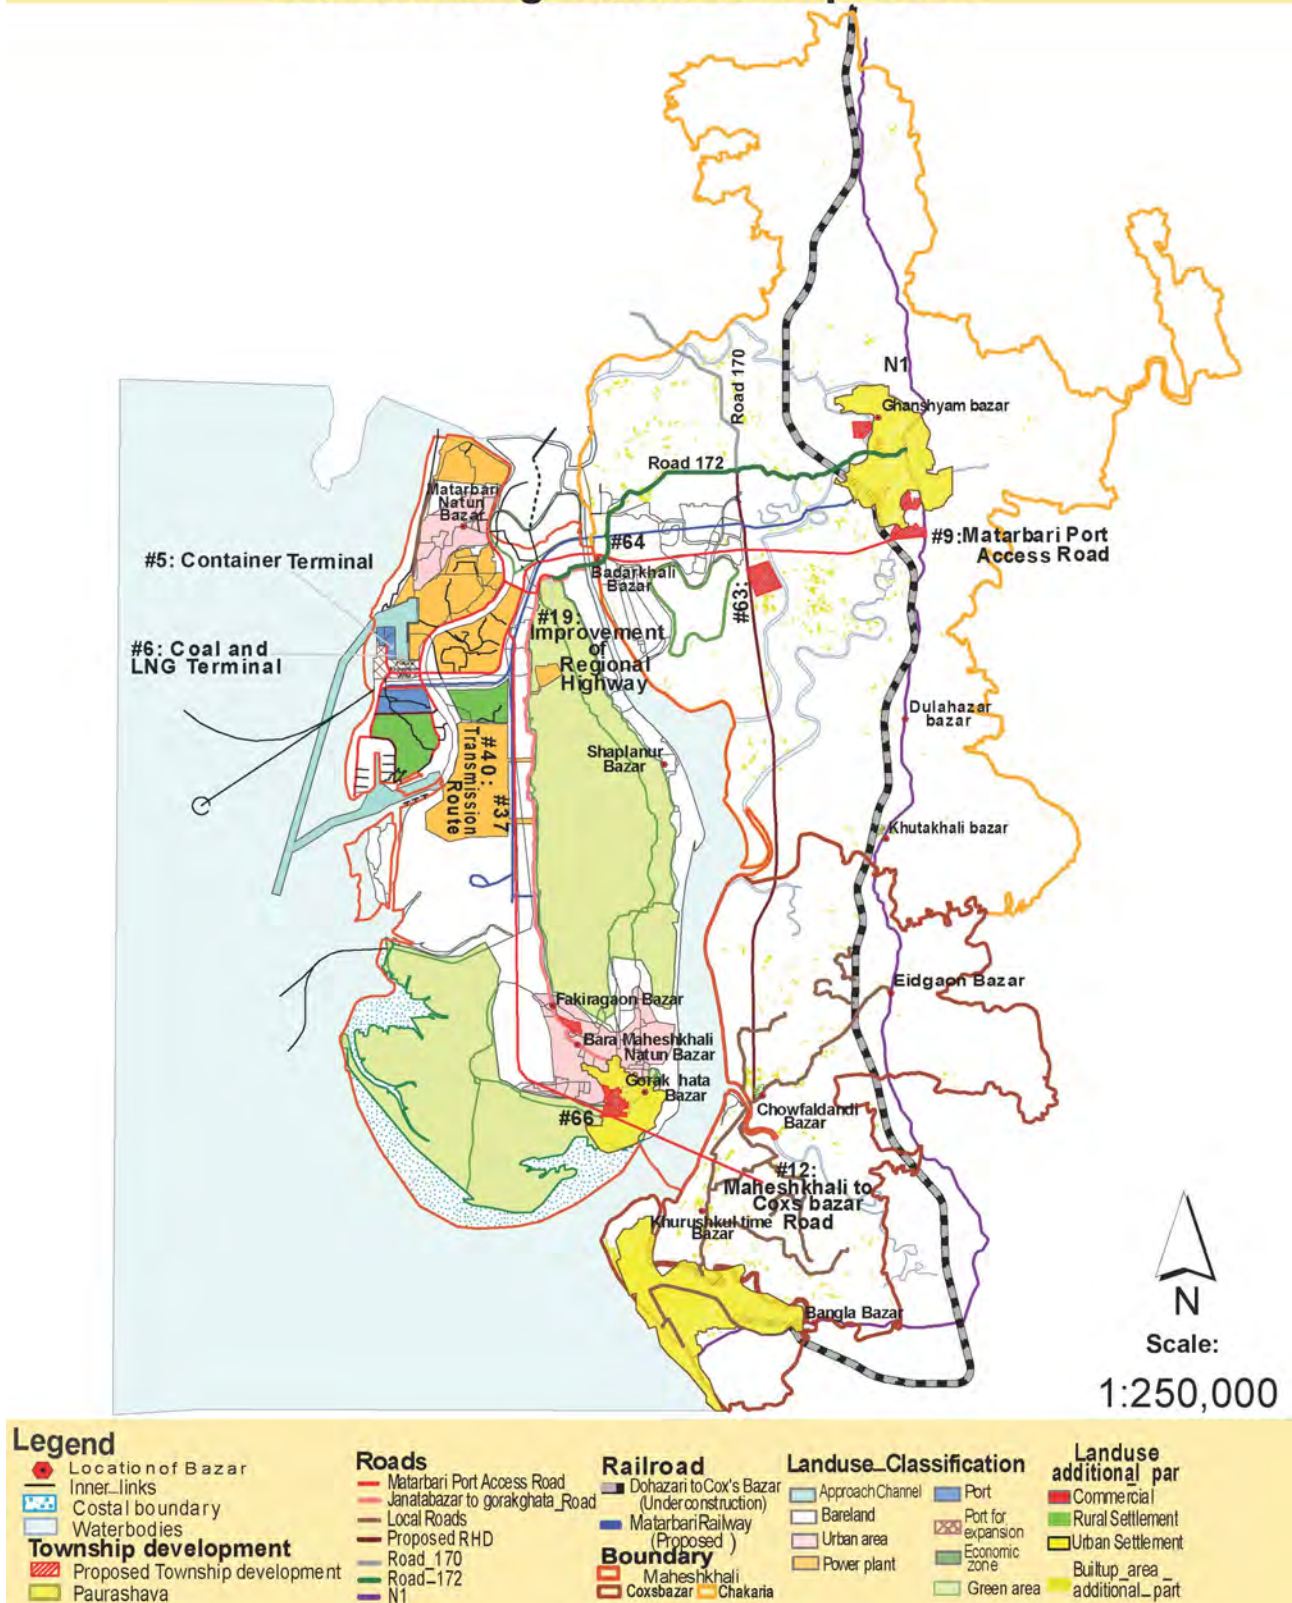 N1
Ghanshyam bazar
Road 170
Road 172
Matarbari
Natun
Bazar
#64
#9:Matarbari Port
Access Road
#5: Container Terminal
Badarkhali
Bazar
#63:
#19:
Improvement
of
Regional
Highway
#6: Coal and
LNG Terminal
Dulahazar
bazar
#40: #37
Transmission
Route
Shaplanur
Bazar
Khutakhali bazar
Eidgaon Bazar
Fakiragaon Bazar
Bara Maheshkhali
Natun Bazar
Gorak hata
Bazar
#66
Chowfaldandi
Bazar
#12:
Maheshkhali to
Coxs bazar
Road
Khurushkul time
Bazar
Bangla Bazar
N
Scale:
1:250,000
Legend
Location of Bazar
Inner_links
Costal boundary
Waterbodies
Township development
Proposed Township development
Paurashava
Roads
Matarbari Port Access Road
Janatabazar to gorakghata_Road
Local Roads
Proposed RHD
Road_170
Road_172
N1
Railroad
Dohazari to Cox's Bazar
(Under construction)
Matarbari Railway
(Proposed )
Boundary
Maheshkhali
Coxsbazar
Chakaria
Landuse_Classification
Approach Channel
Bareland
Urban area
Power plant
Port
Port for
expansion
Economic
zone
Green area
Landuse
additional_par
Commercial
Rural Settlement
Urban Settlement
Builtup_area_
additional_part